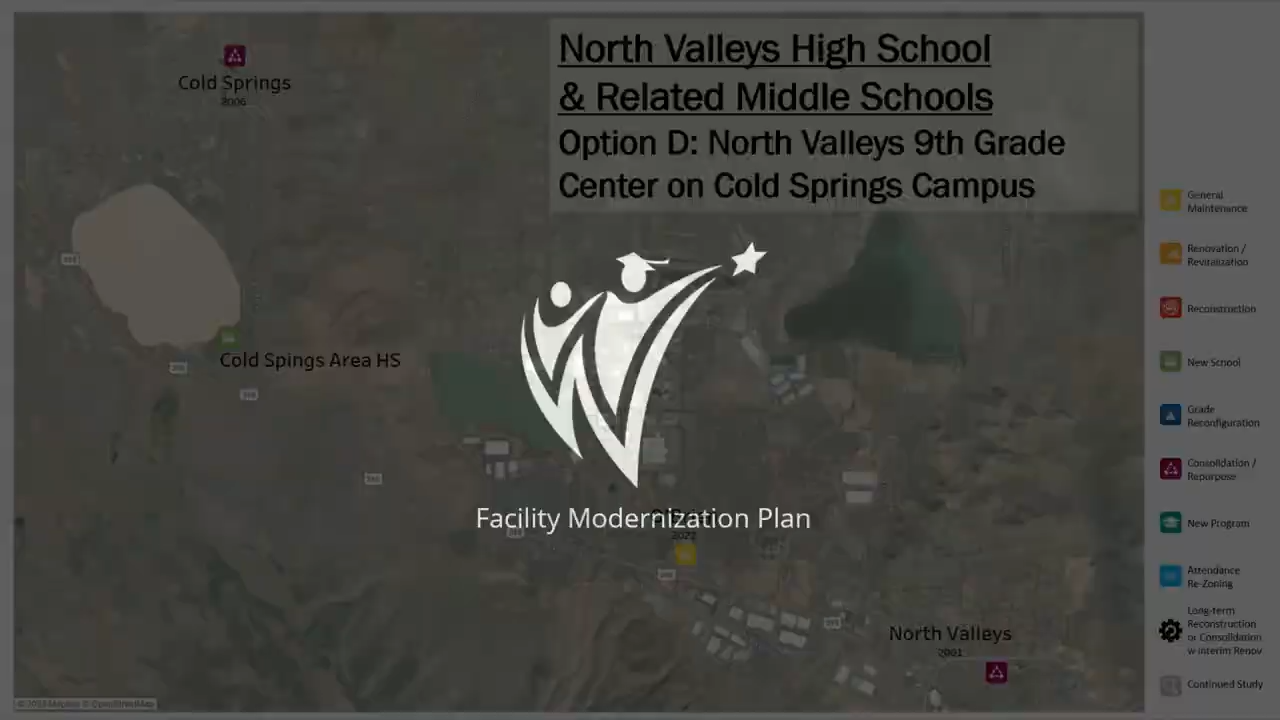 North Valleys High School
& Related Middle Schools
Option D: North Valleys 9th Grade
Center on Cold Springs Campus
Cold Springs
2006
Cold Spings Area HS
Facility Modernization Plan
2022
North Valleys
2001
General
Maintenance
Renovation /
Revitalization
Reconstruction
New School
Grade
Reconfiguration
Consolidation /
Repurpose
New Program
Attendance
Re-Zoning
Long-term
Reconstruction
or Consolidation
w Interim Renov
Continued Study